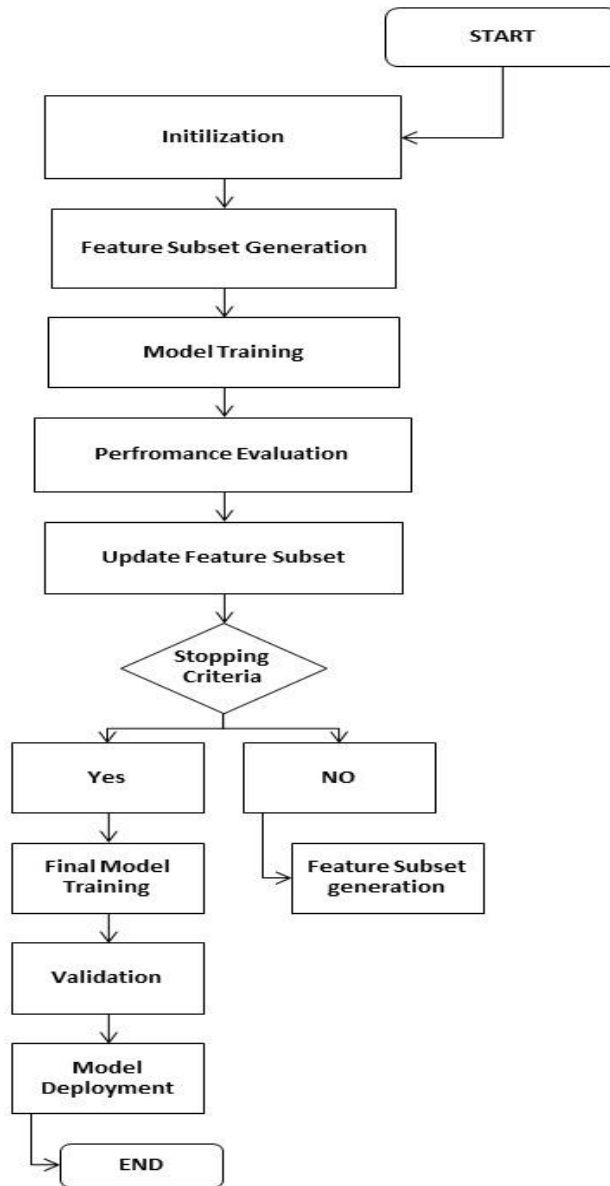 START
Initilization
Feature Subset Generation
Model Training
Perfromance Evaluation
Update Feature Subset
Stopping
Criteria
Yes
NO
Final Model
Training
Feature Subset
generation
Validation
Model
Deployment
END